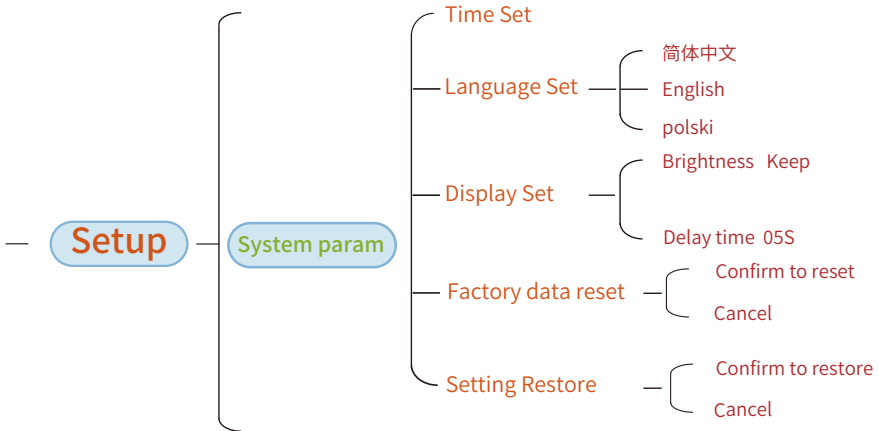 Setup
System param
Time Set
Language Set
简体中文
English
polski
Display Set
Brightness Keep
Delay time 05S
Factory data reset
Confirm to reset
Cancel
Setting Restore
Confirm to restore
Cancel